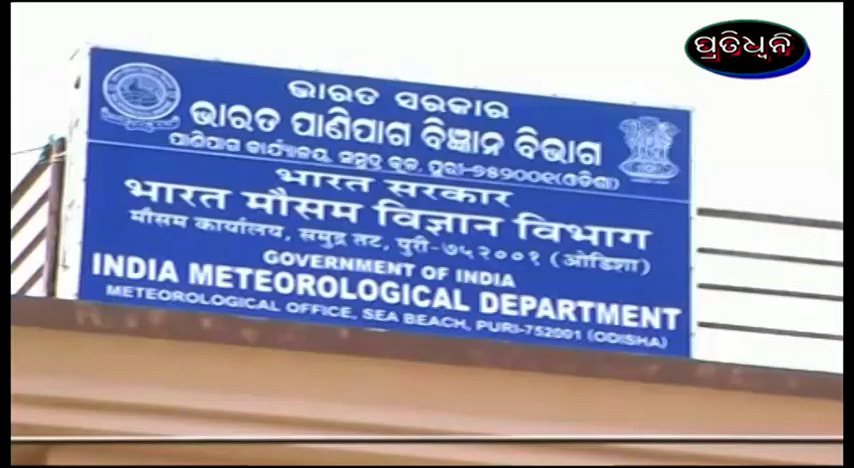 ପ୍ରତିଧ୍ୱନି
ଭାରତ ସରକାର
ଭାରତ ପାଣିପାଗ ବିଜ୍ଞାନ ବିଭାଗ
ପାଣିପାଗ କାର୍ଯ୍ୟାଳୟ, ସମୁଦ୍ର କୂଳ, ପୁରୀ-୭୫୨୦୦୧(ଓଡିଶା)
भारत सरकार
भारत मौसम विज्ञान विभाग
मौसम कार्यालय, समुद्र तट, पुरी-७५२००१ (ओडिशा)
GOVERNMENT OF INDIA
INDIA METEOROLOGICAL DEPARTMENT
METEOROLOGICAL OFFICE, SEA BEACH, PURI-752001 (ODISHA)